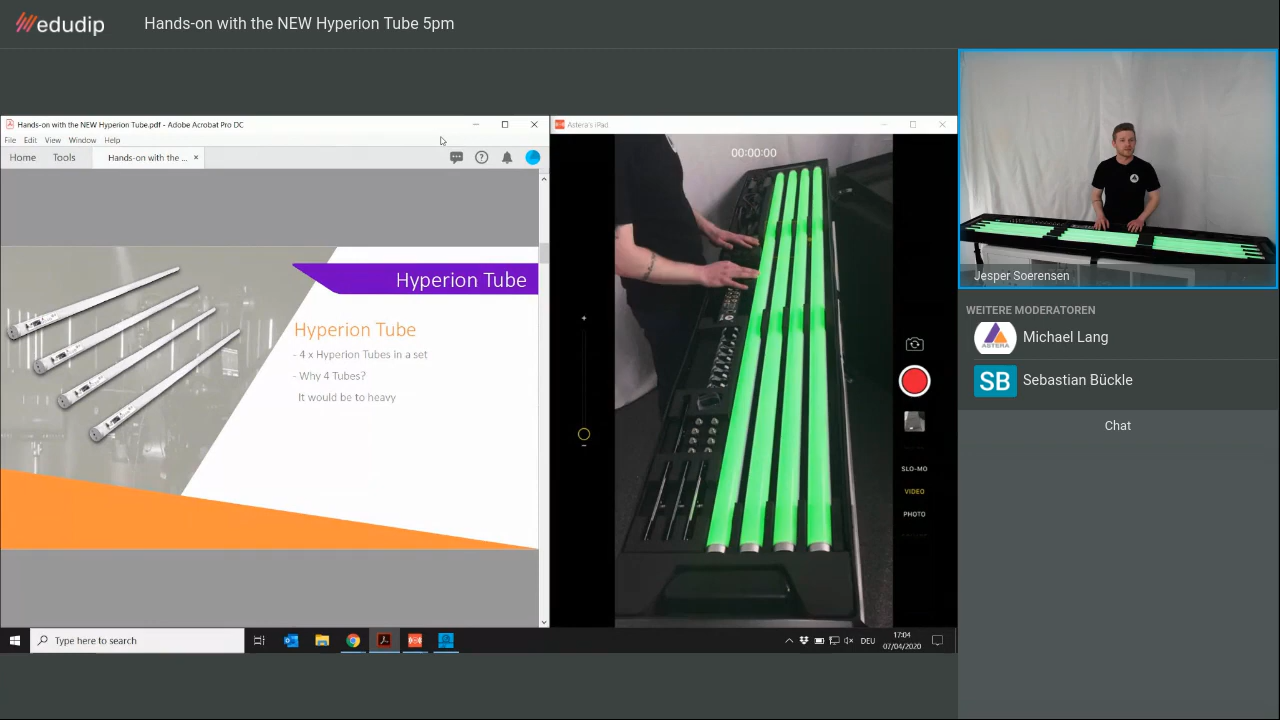 edudip
Hands-on with the NEW Hyperion Tube 5pm
Hands-on with the NEW Hyperion Tube.pdf - Adobe Acrobat Pro DC
File Edit View Window Help
Home Tools Hands-on with the ... ×
Hyperion Tube
Hyperion Tube
- 4 x Hyperion Tubes in a set
- Why 4 Tubes?
It would be to heavy
Astera's iPad
00:00:00
SLO-MO
VIDEO
PHOTO
Type here to search
DEU
17:04
07/04/2020
Jesper Soerensen
WEITERE MODERATOREN
ASTERA
Michael Lang
SB
Sebastian Bückle
Chat